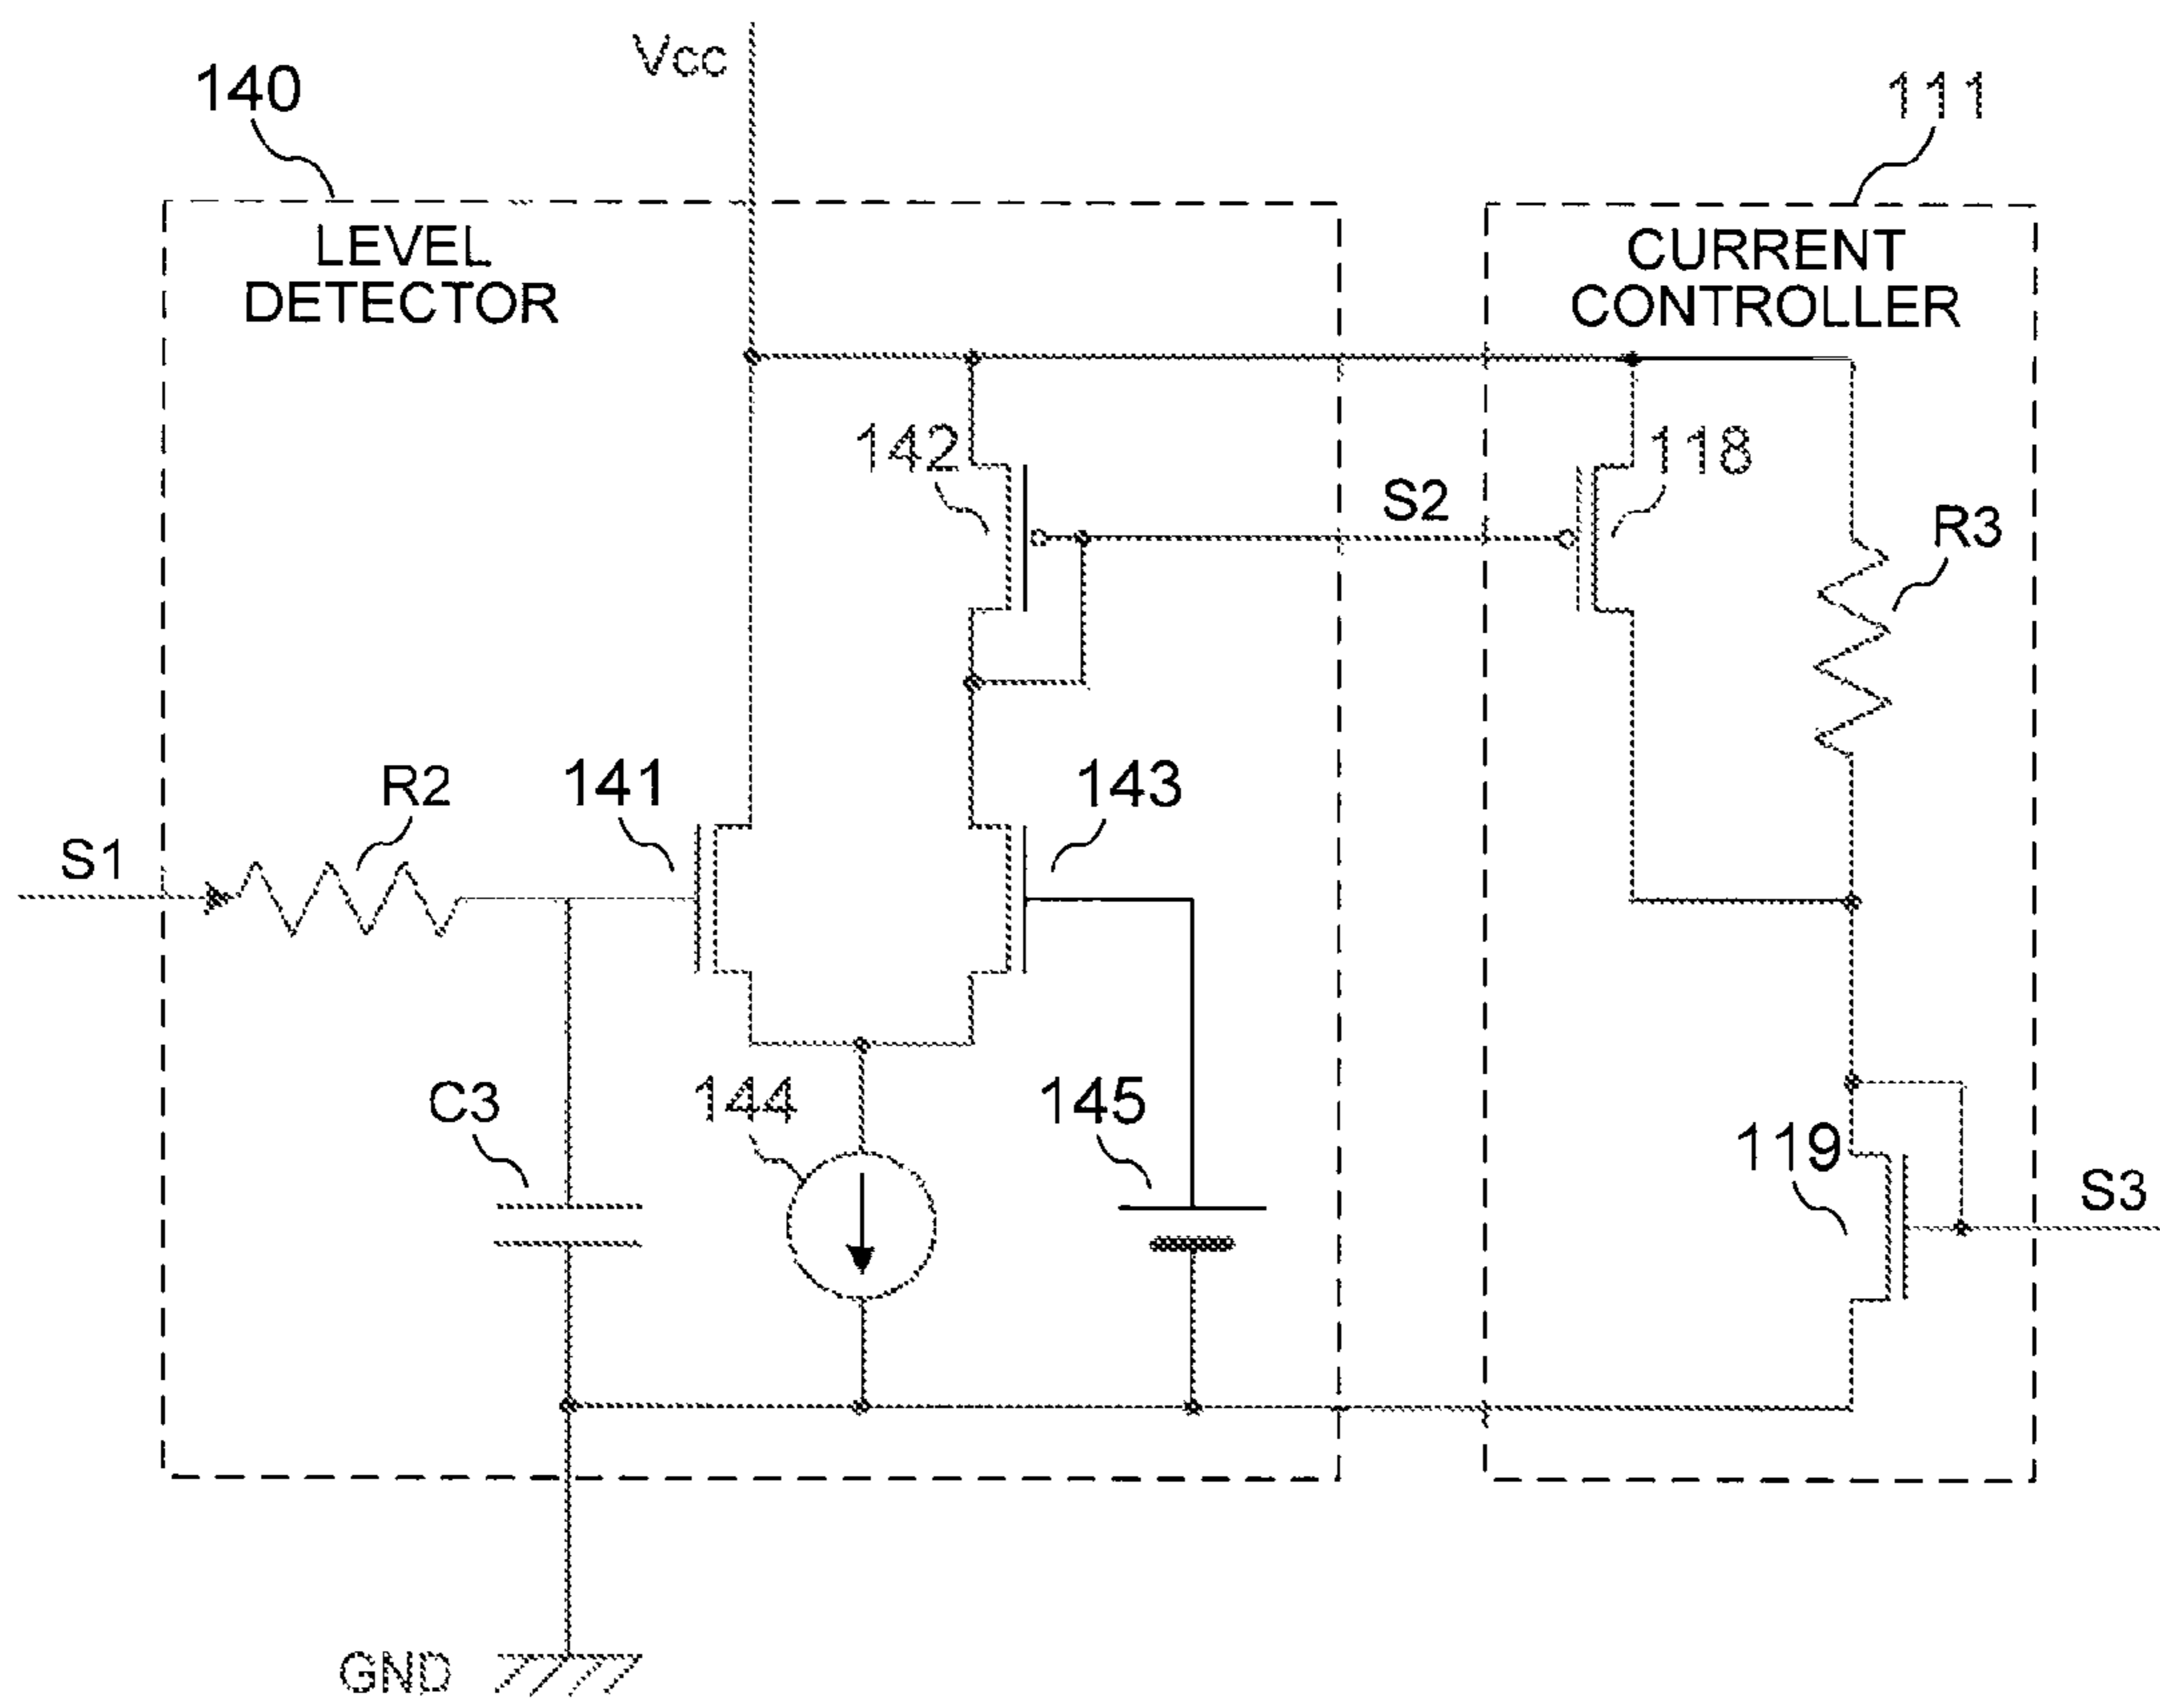 Vcc
140
111
LEVEL
DETECTOR
CURRENT
CONTROLLER
142
S2
118
R3
R2
141
143
S1
C3
144
145
119
S3
GND